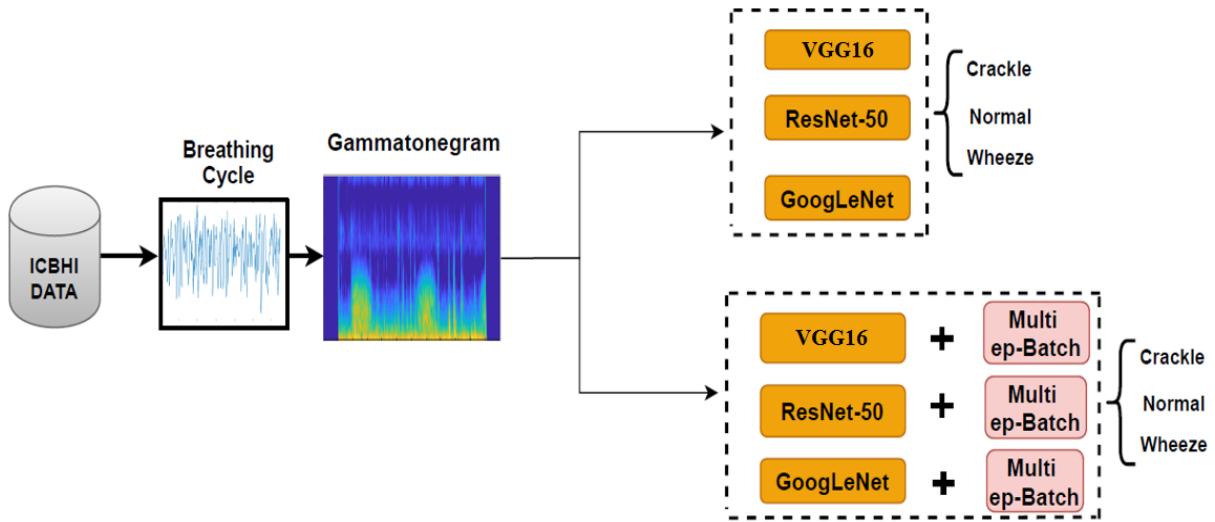 ICBHI
DATA
Breathing
Cycle
Gammatonegram
VGG16
ResNet-50
GoogLeNet
Crackle
Normal
Wheeze
VGG16
+
Multi
ep-Batch
ResNet-50
+
Multi
ep-Batch
GoogLeNet
+
Multi
ep-Batch
Crackle
Normal
Wheeze